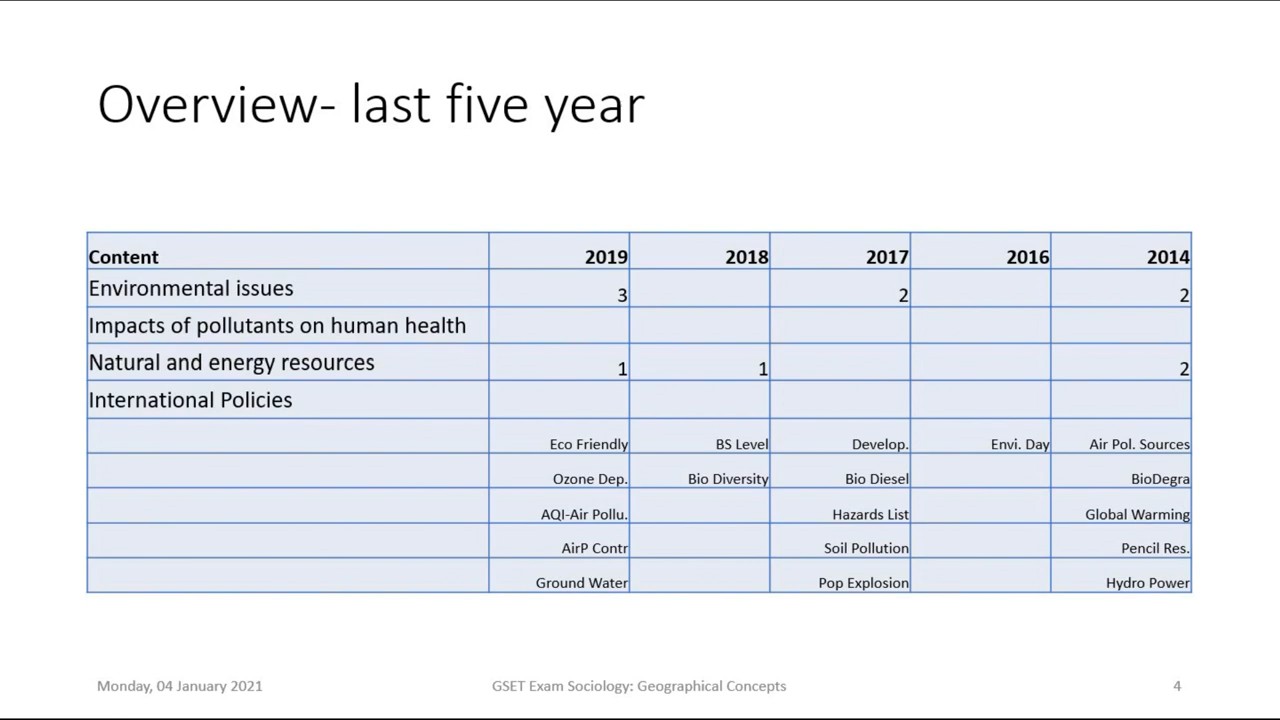 Overview- last five year
Content 2019 2018 2017 2016 2014
Environmental issues 3 2 2
Impacts of pollutants on human health
Natural and energy resources 1 1 2
International Policies
Eco Friendly BS Level Develop. Envi. Day Air Pol. Sources
Ozone Dep. Bio Diversity Bio Diesel BioDegra
AQI-Air Pollu. Hazards List Global Warming
AirP Contr Soil Pollution Pencil Res.
Ground Water Pop Explosion Hydro Power
Monday, 04 January 2021 GSET Exam Sociology: Geographical Concepts 4